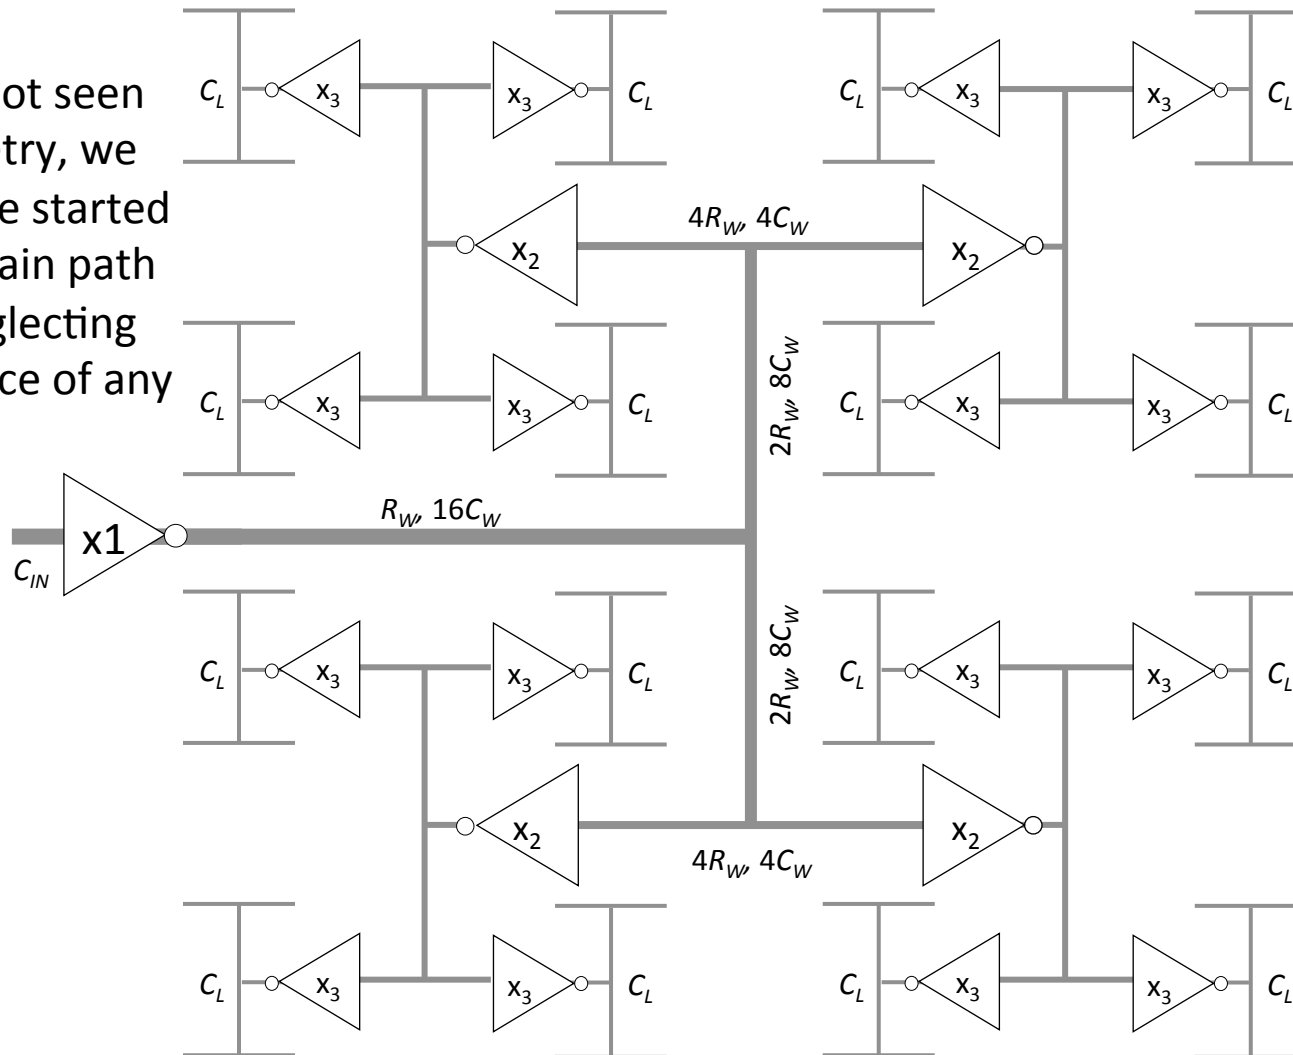 ot seen
etry, we
e started
ain path
glecting
ce of any
C_L x_3 x_3 C_L C_L x_3 x_3 C_L
4R_W, 4C_W
x_2 x_2
2R_W, 8C_W
C_L x_3 x_3 C_L C_L x_3 x_3 C_L
R_W, 16C_W
x1
C_IN
2R_W, 8C_W
C_L x_3 x_3 C_L C_L x_3 x_3 C_L
x_2 x_2
4R_W, 4C_W
C_L x_3 x_3 C_L C_L x_3 x_3 C_L